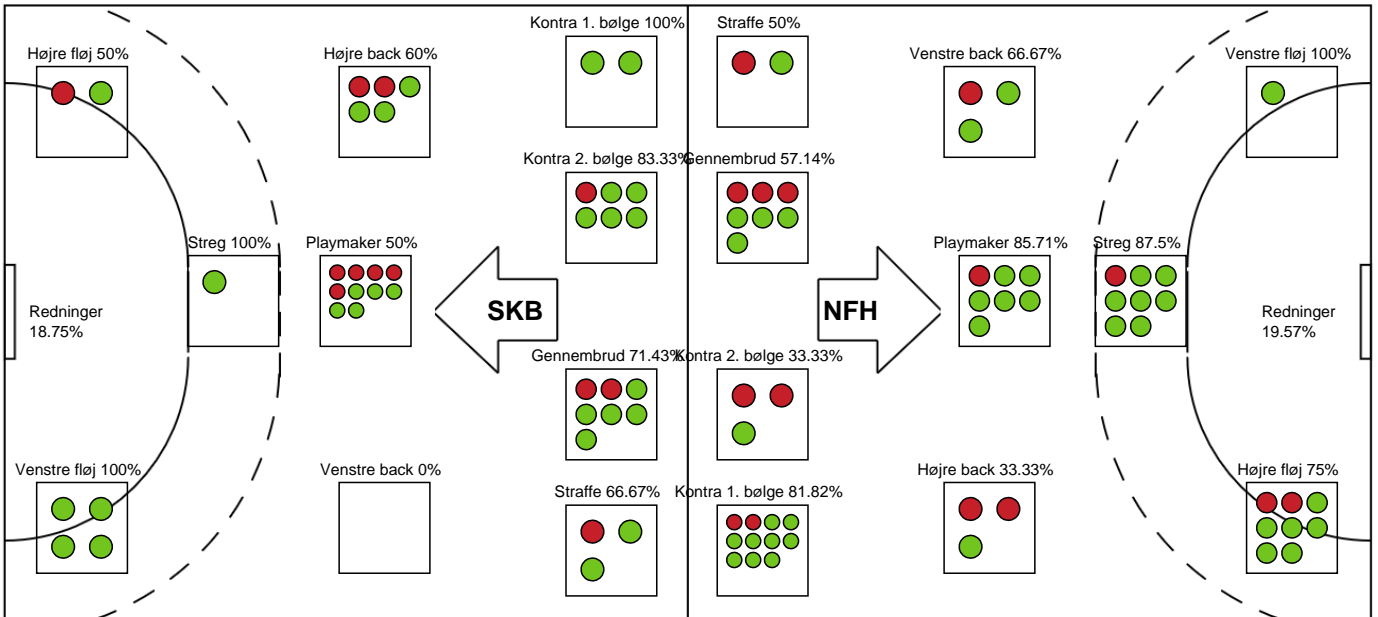 Kontra 1. bølge 100%
Straffe 50%
Højre fløj 50%
Højre back 60%
Venstre back 66.67%
Venstre fløj 100%
Kontra 2. bølge 83.33%
Gennembrud 57.14%
Streg 100%
Playmaker 50%
Playmaker 85.71%
Streg 87.5%
Redninger
18.75%
SKB
NFH
Redninger
19.57%
Gennembrud 71.43%
Kontra 2. bølge 33.33%
Venstre fløj 100%
Venstre back 0%
Højre back 33.33%
Højre fløj 75%
Straffe 66.67%
Kontra 1. bølge 81.82%